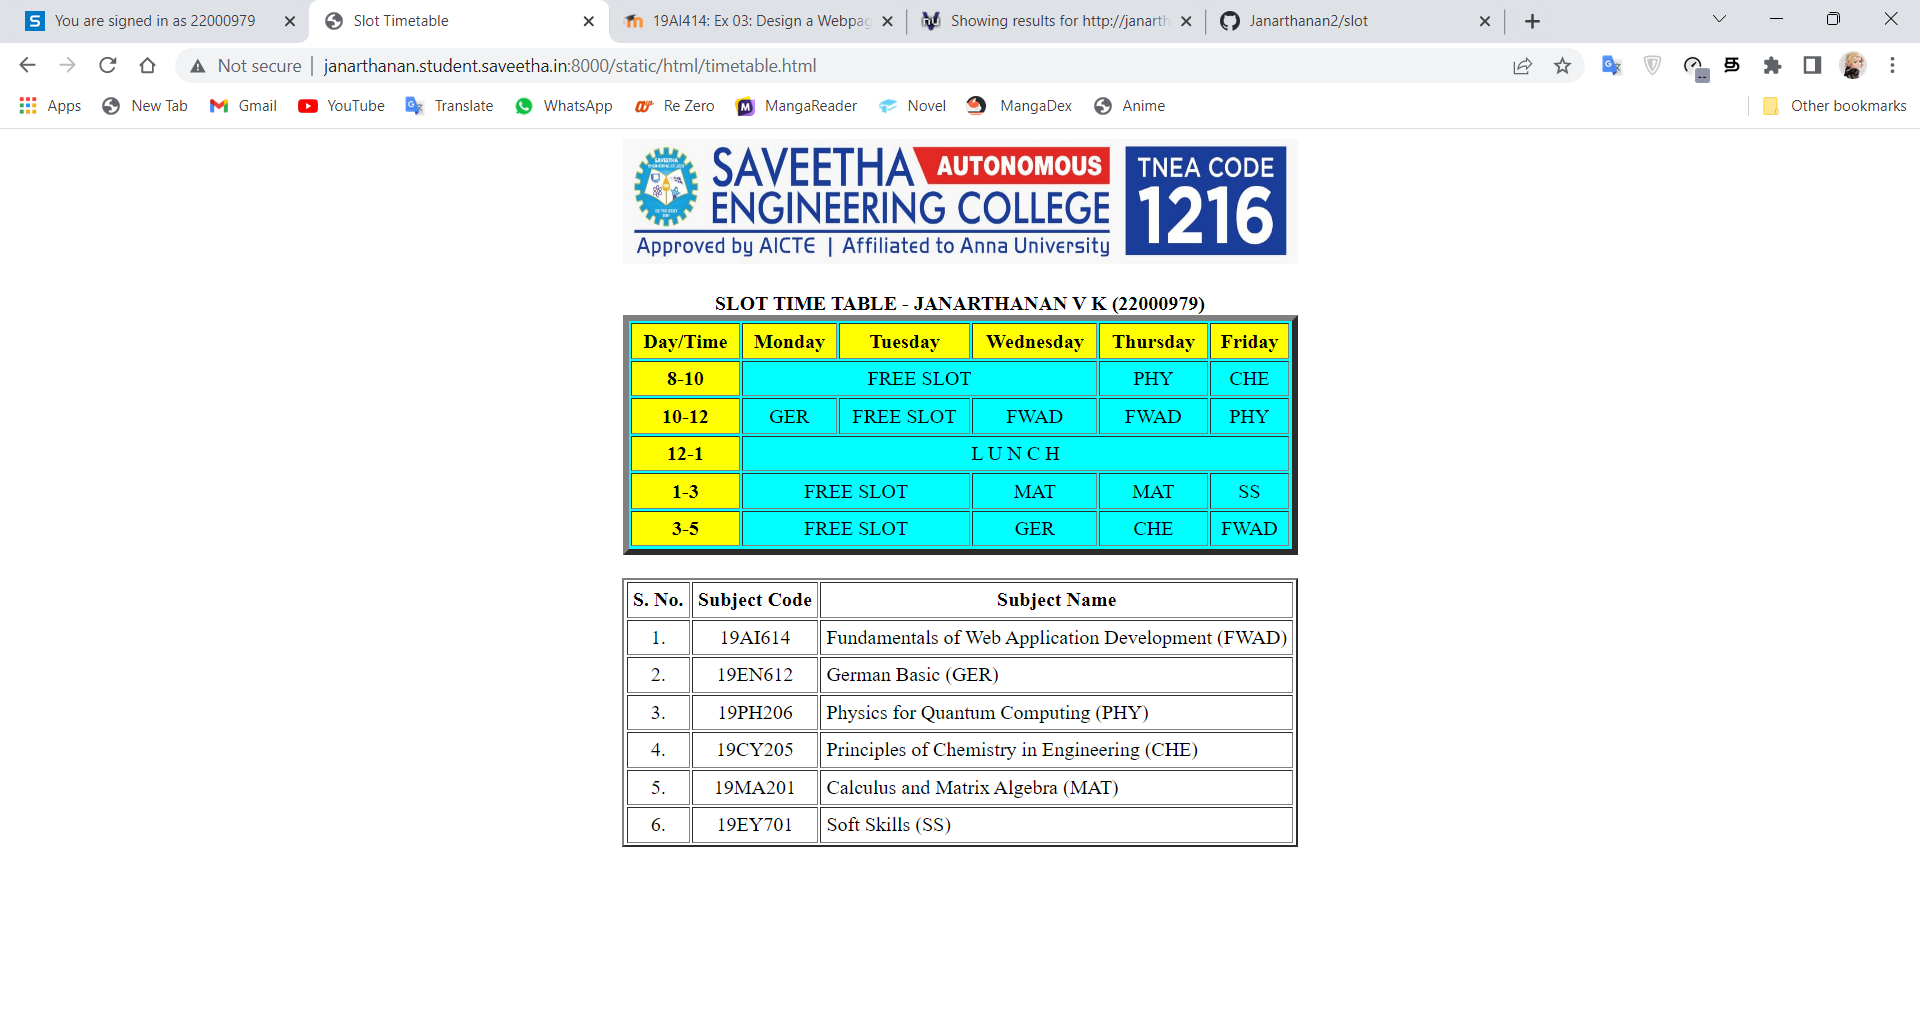 You are signed in as 22000979
Slot Timetable
19AI414: Ex 03: Design a Webpag
Showing results for http://janarth
Janarthanan2/slot
Not secure | janarthanan.student.saveetha.in:8000/static/html/timetable.html
Apps New Tab Gmail YouTube Translate WhatsApp Re Zero MangaReader Novel MangaDex Anime Other bookmarks
SAVEETHA AUTONOMOUS
ENGINEERING COLLEGE
Approved by AICTE | Affiliated to Anna University
TNEA CODE
1216
SLOT TIME TABLE - JANARTHANAN V K (22000979)
Day/Time Monday Tuesday Wednesday Thursday Friday
8-10 FREE SLOT PHY CHE
10-12 GER FREE SLOT FWAD FWAD PHY
12-1 L U N C H
1-3 FREE SLOT MAT MAT SS
3-5 FREE SLOT GER CHE FWAD
S. No. Subject Code Subject Name
1. 19AI614 Fundamentals of Web Application Development (FWAD)
2. 19EN612 German Basic (GER)
3. 19PH206 Physics for Quantum Computing (PHY)
4. 19CY205 Principles of Chemistry in Engineering (CHE)
5. 19MA201 Calculus and Matrix Algebra (MAT)
6. 19EY701 Soft Skills (SS)